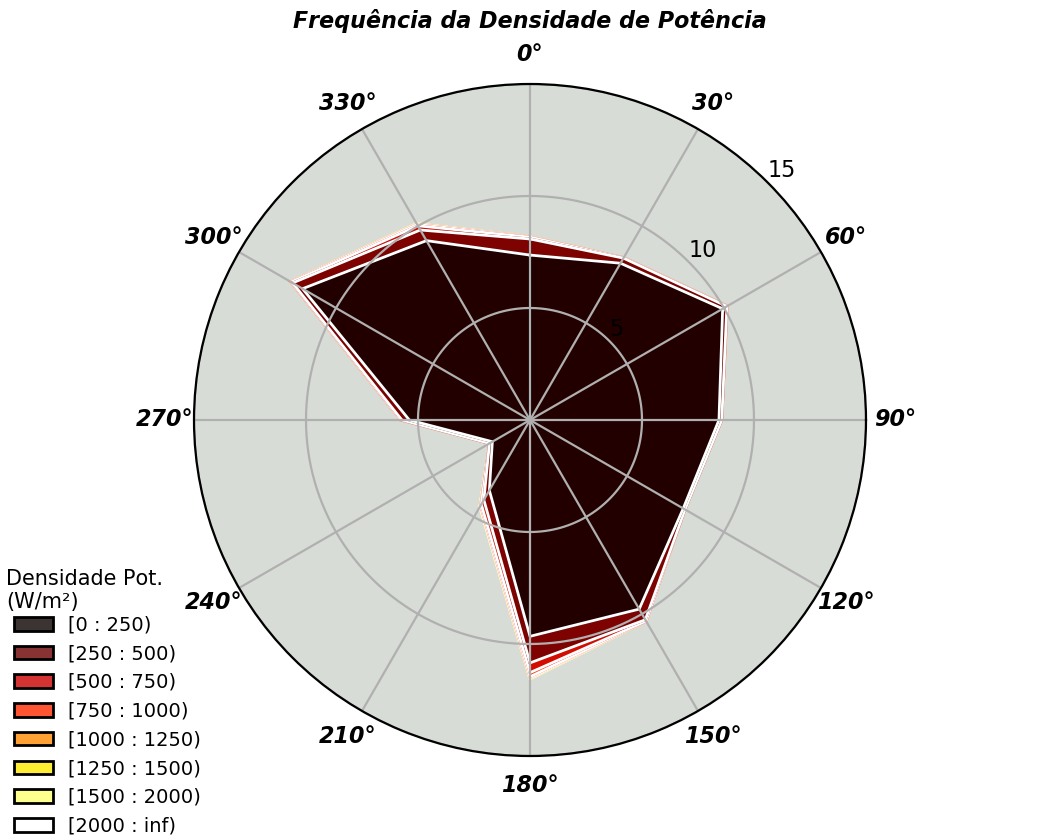 Frequência da Densidade de Potência
0°
330°
30°
15
300°
60°
10
5
270°
90°
240°
120°
210°
150°
180°
Densidade Pot.
(W/m²)
[0 : 250)
[250 : 500)
[500 : 750)
[750 : 1000)
[1000 : 1250)
[1250 : 1500)
[1500 : 2000)
[2000 : inf)